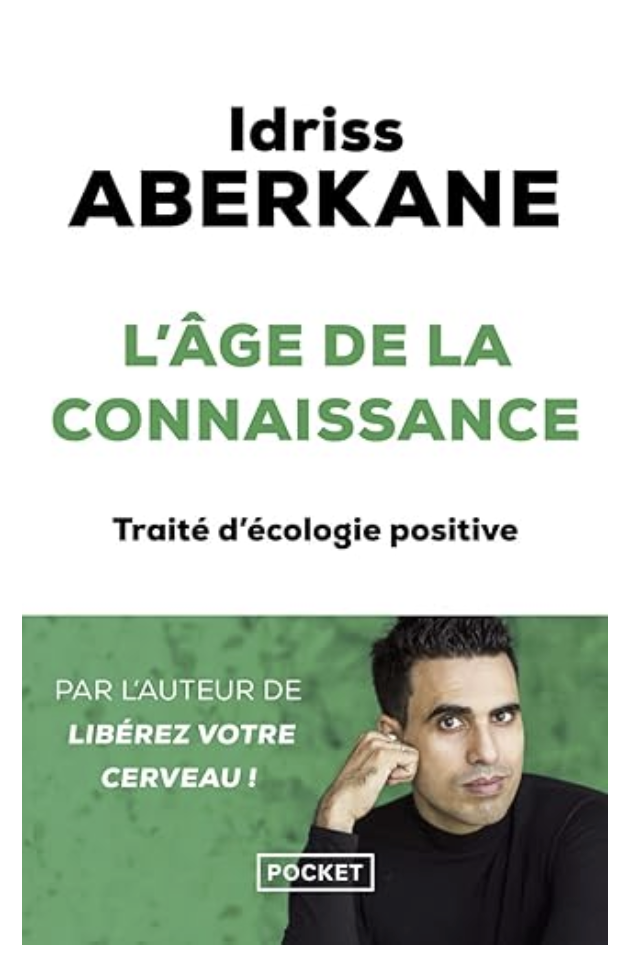 Idriss
ABERKANE
L'ÂGE DE LA
CONNAISSANCE
Traité d'écologie positive
PAR L'AUTEUR DE
LIBÉREZ VOTRE
CERVEAU !
POCKET